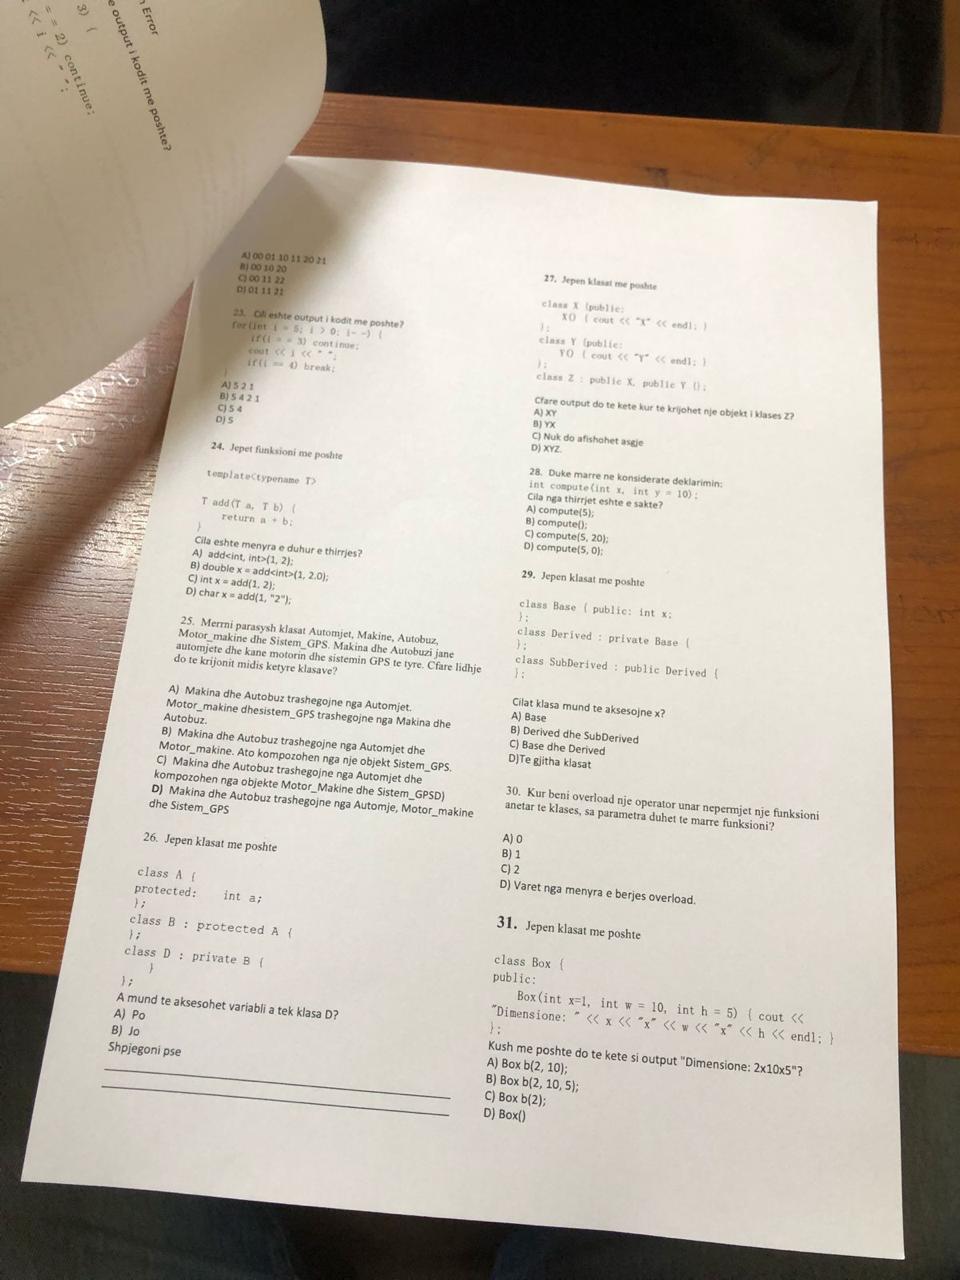 n Error
e output i kodit me poshte?
3) {
= = 2) continue;
<< i << " ";
A) 00 01 10 11 20 21
B) 00 10 20
C) 00 11 22
D) 01 11 21
23. Cili eshte output i kodit me poshte?
for(int i = 5; i > 0; i--) {
if(i = = 3) continue;
cout << i << " ";
if(i == 4) break;
}
A) 5 2 1
B) 5 4 2 1
C) 5 4
D) 5
24. Jepet funksioni me poshte
template<typename T>
T add(T a, T b) {
return a + b;
}
Cila eshte menyra e duhur e thirrjes?
A) add<int, int>(1, 2);
B) double x = add<int>(1, 2.0);
C) int x = add(1, 2);
D) char x = add(1, "2");
25. Merrni parasysh klasat Automjet, Makine, Autobuz,
Motor_makine dhe Sistem_GPS. Makina dhe Autobuzi jane
automjete dhe kane motorin dhe sistemin GPS te tyre. Cfare lidhje
do te krijonit midis ketyre klasave?
A) Makina dhe Autobuz trashegojne nga Automjet.
Motor_makine dhesistem_GPS trashegojne nga Makina dhe
Autobuz.
B) Makina dhe Autobuz trashegojne nga Automjet dhe
Motor_makine. Ato kompozohen nga nje objekt Sistem_GPS.
C) Makina dhe Autobuz trashegojne nga Automjet dhe
kompozohen nga objekte Motor_Makine dhe Sistem_GPSD)
D) Makina dhe Autobuz trashegojne nga Automje, Motor_makine
dhe Sistem_GPS
26. Jepen klasat me poshte
class A {
protected: int a;
};
class B : protected A {
};
class D : private B {
}
};
A mund te aksesohet variabli a tek klasa D?
A) Po
B) Jo
Shpjegoni pse
27. Jepen klasat me poshte
class X {public:
X() { cout << "X" << endl; }
};
class Y {public:
Y() { cout << "Y" << endl; }
};
class Z : public X, public Y {};
Cfare output do te kete kur te krijohet nje objekt i klases Z?
A) XY
B) YX
C) Nuk do afishohet asgje
D) XYZ.
28. Duke marre ne konsiderate deklarimin:
int compute(int x, int y = 10);
Cila nga thirrjet eshte e sakte?
A) compute(5);
B) compute();
C) compute(5, 20);
D) compute(5, 0);
29. Jepen klasat me poshte
class Base { public: int x;
};
class Derived : private Base {
};
class SubDerived : public Derived {
};
Cilat klasa mund te aksesojne x?
A) Base
B) Derived dhe SubDerived
C) Base dhe Derived
D)Te gjitha klasat
30. Kur beni overload nje operator unar nepermjet nje funksioni
anetar te klases, sa parametra duhet te marre funksioni?
A) 0
B) 1
C) 2
D) Varet nga menyra e berjes overload.
31. Jepen klasat me poshte
class Box {
public:
Box(int x=1, int w = 10, int h = 5) { cout <<
"Dimensione: " << x << "x" << w << "x" << h << endl; }
};
Kush me poshte do te kete si output "Dimensione: 2x10x5"?
A) Box b(2, 10);
B) Box b(2, 10, 5);
C) Box b(2);
D) Box()